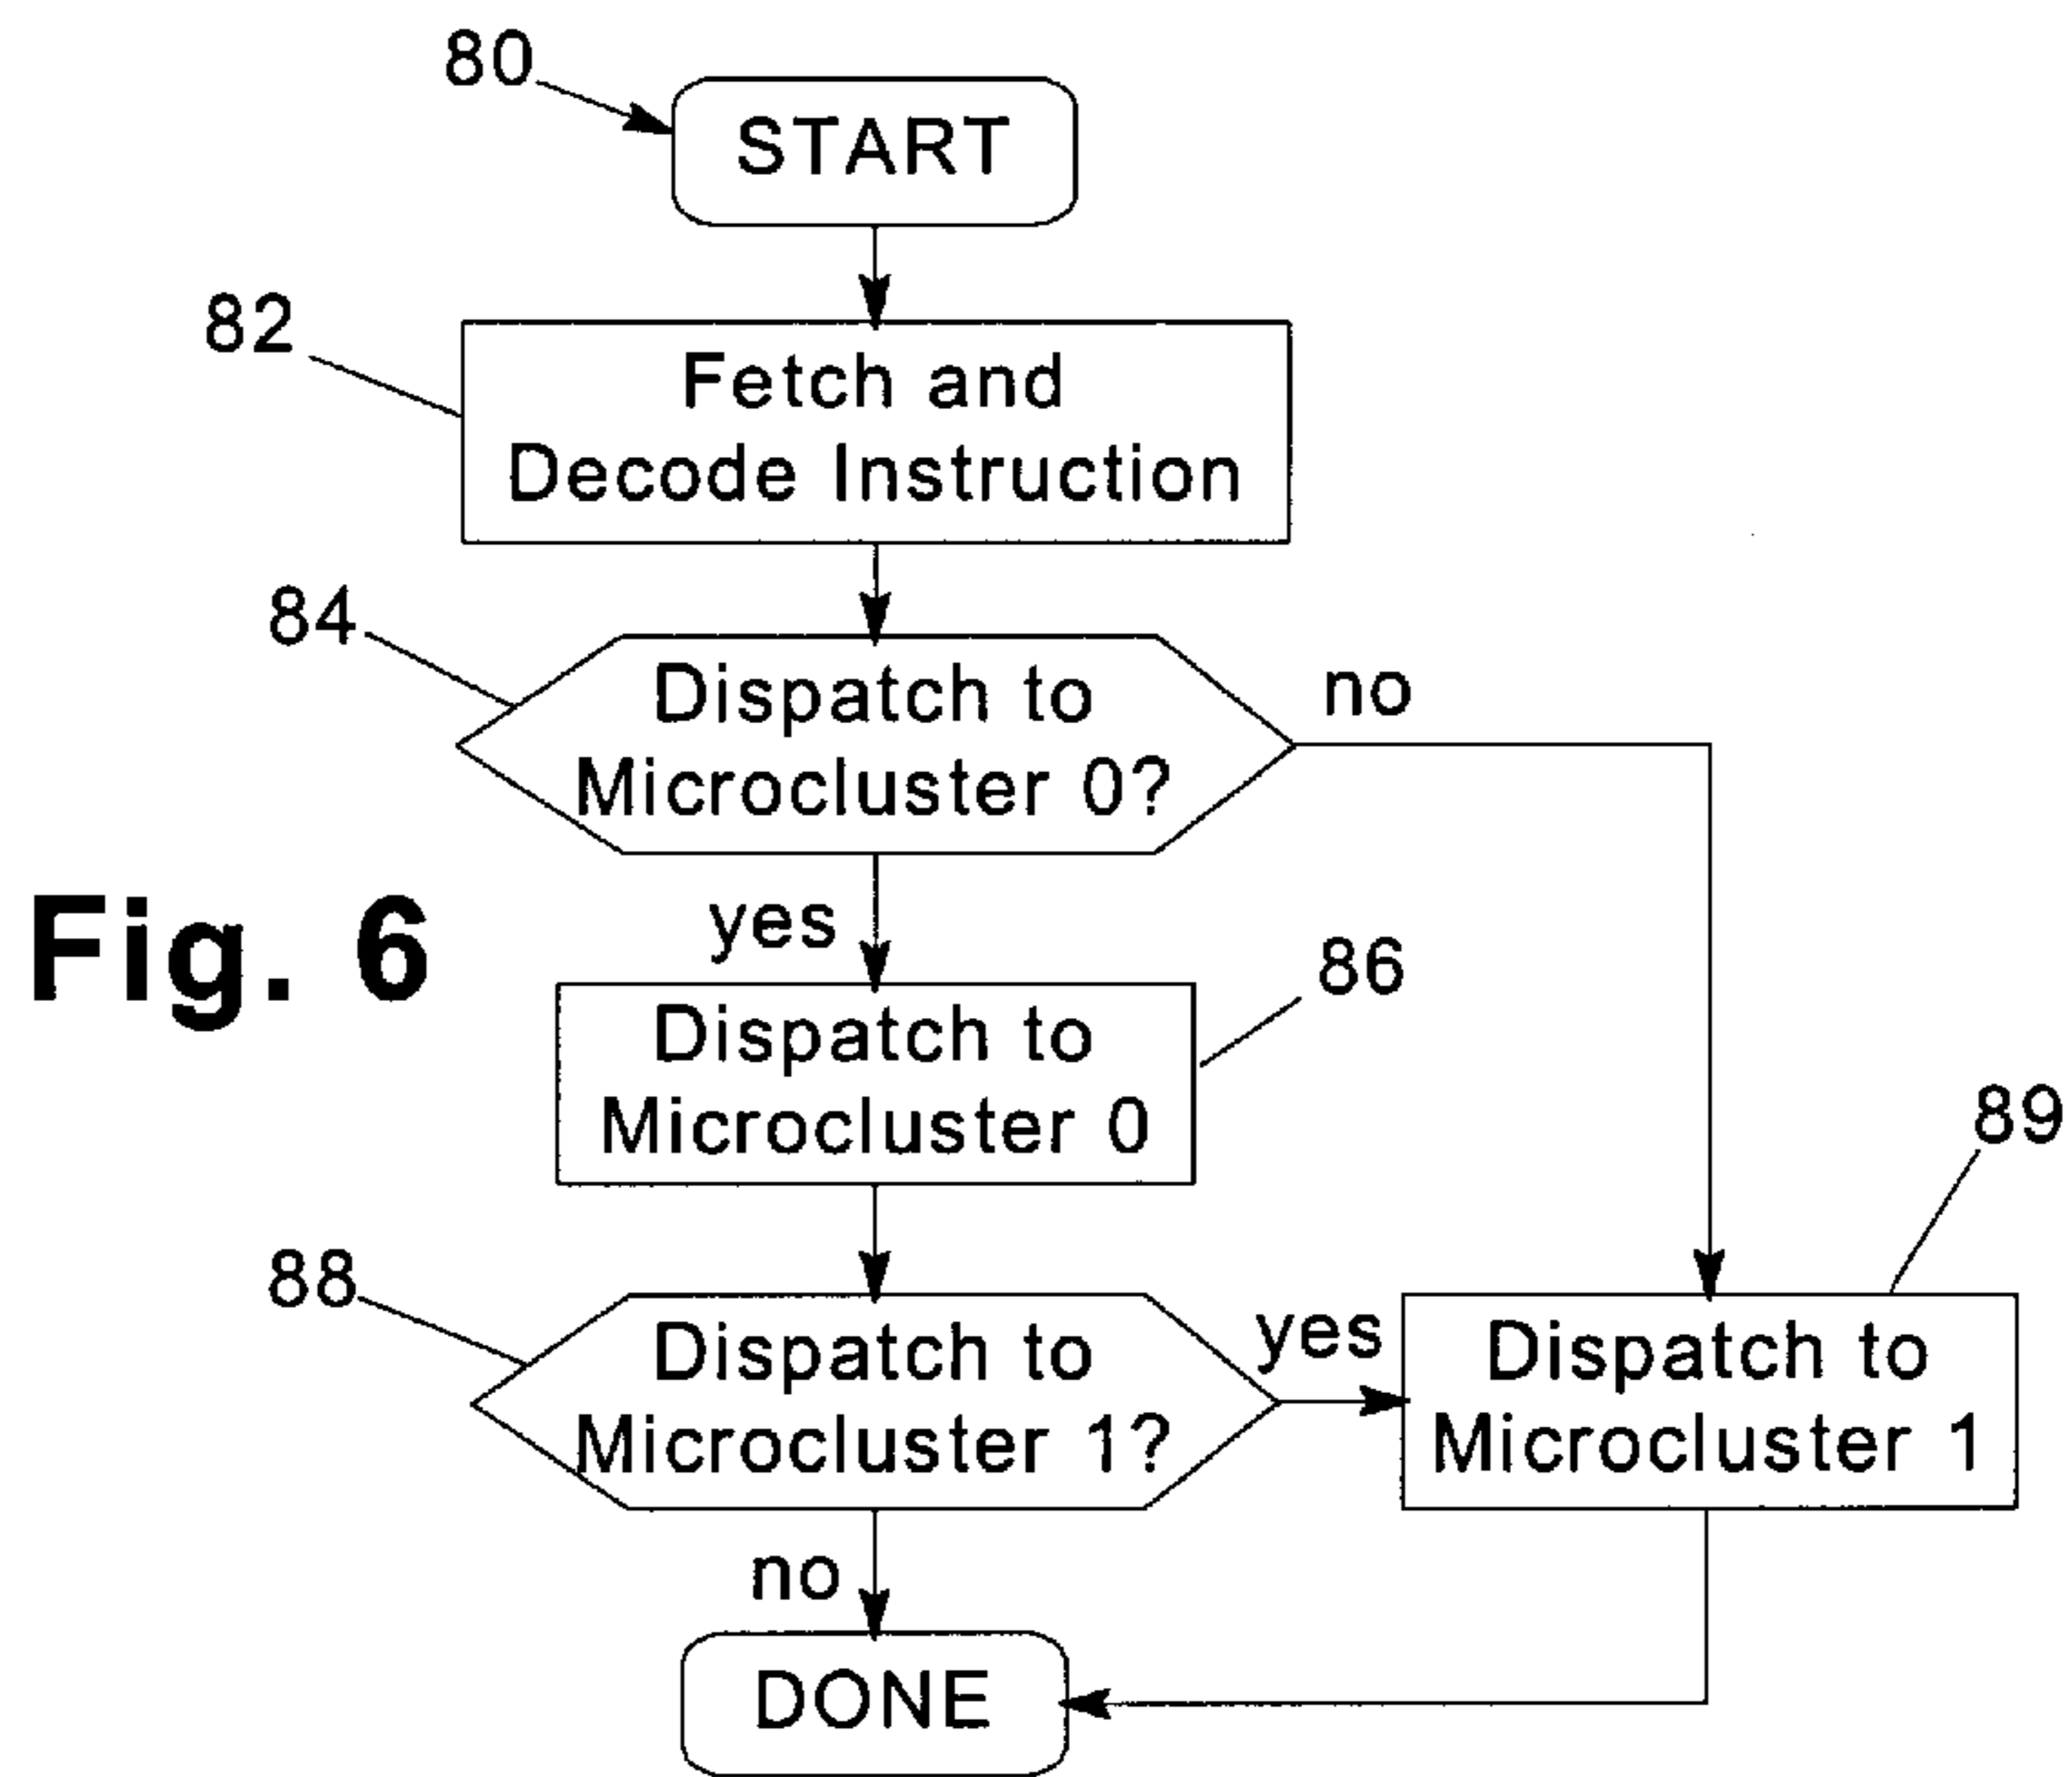 80
START
82
Fetch and
Decode Instruction
84
Dispatch to
Microcluster 0?
no
yes
Fig. 6
86
Dispatch to
Microcluster 0
89
88
Dispatch to
Microcluster 1?
yes
Dispatch to
Microcluster 1
no
DONE